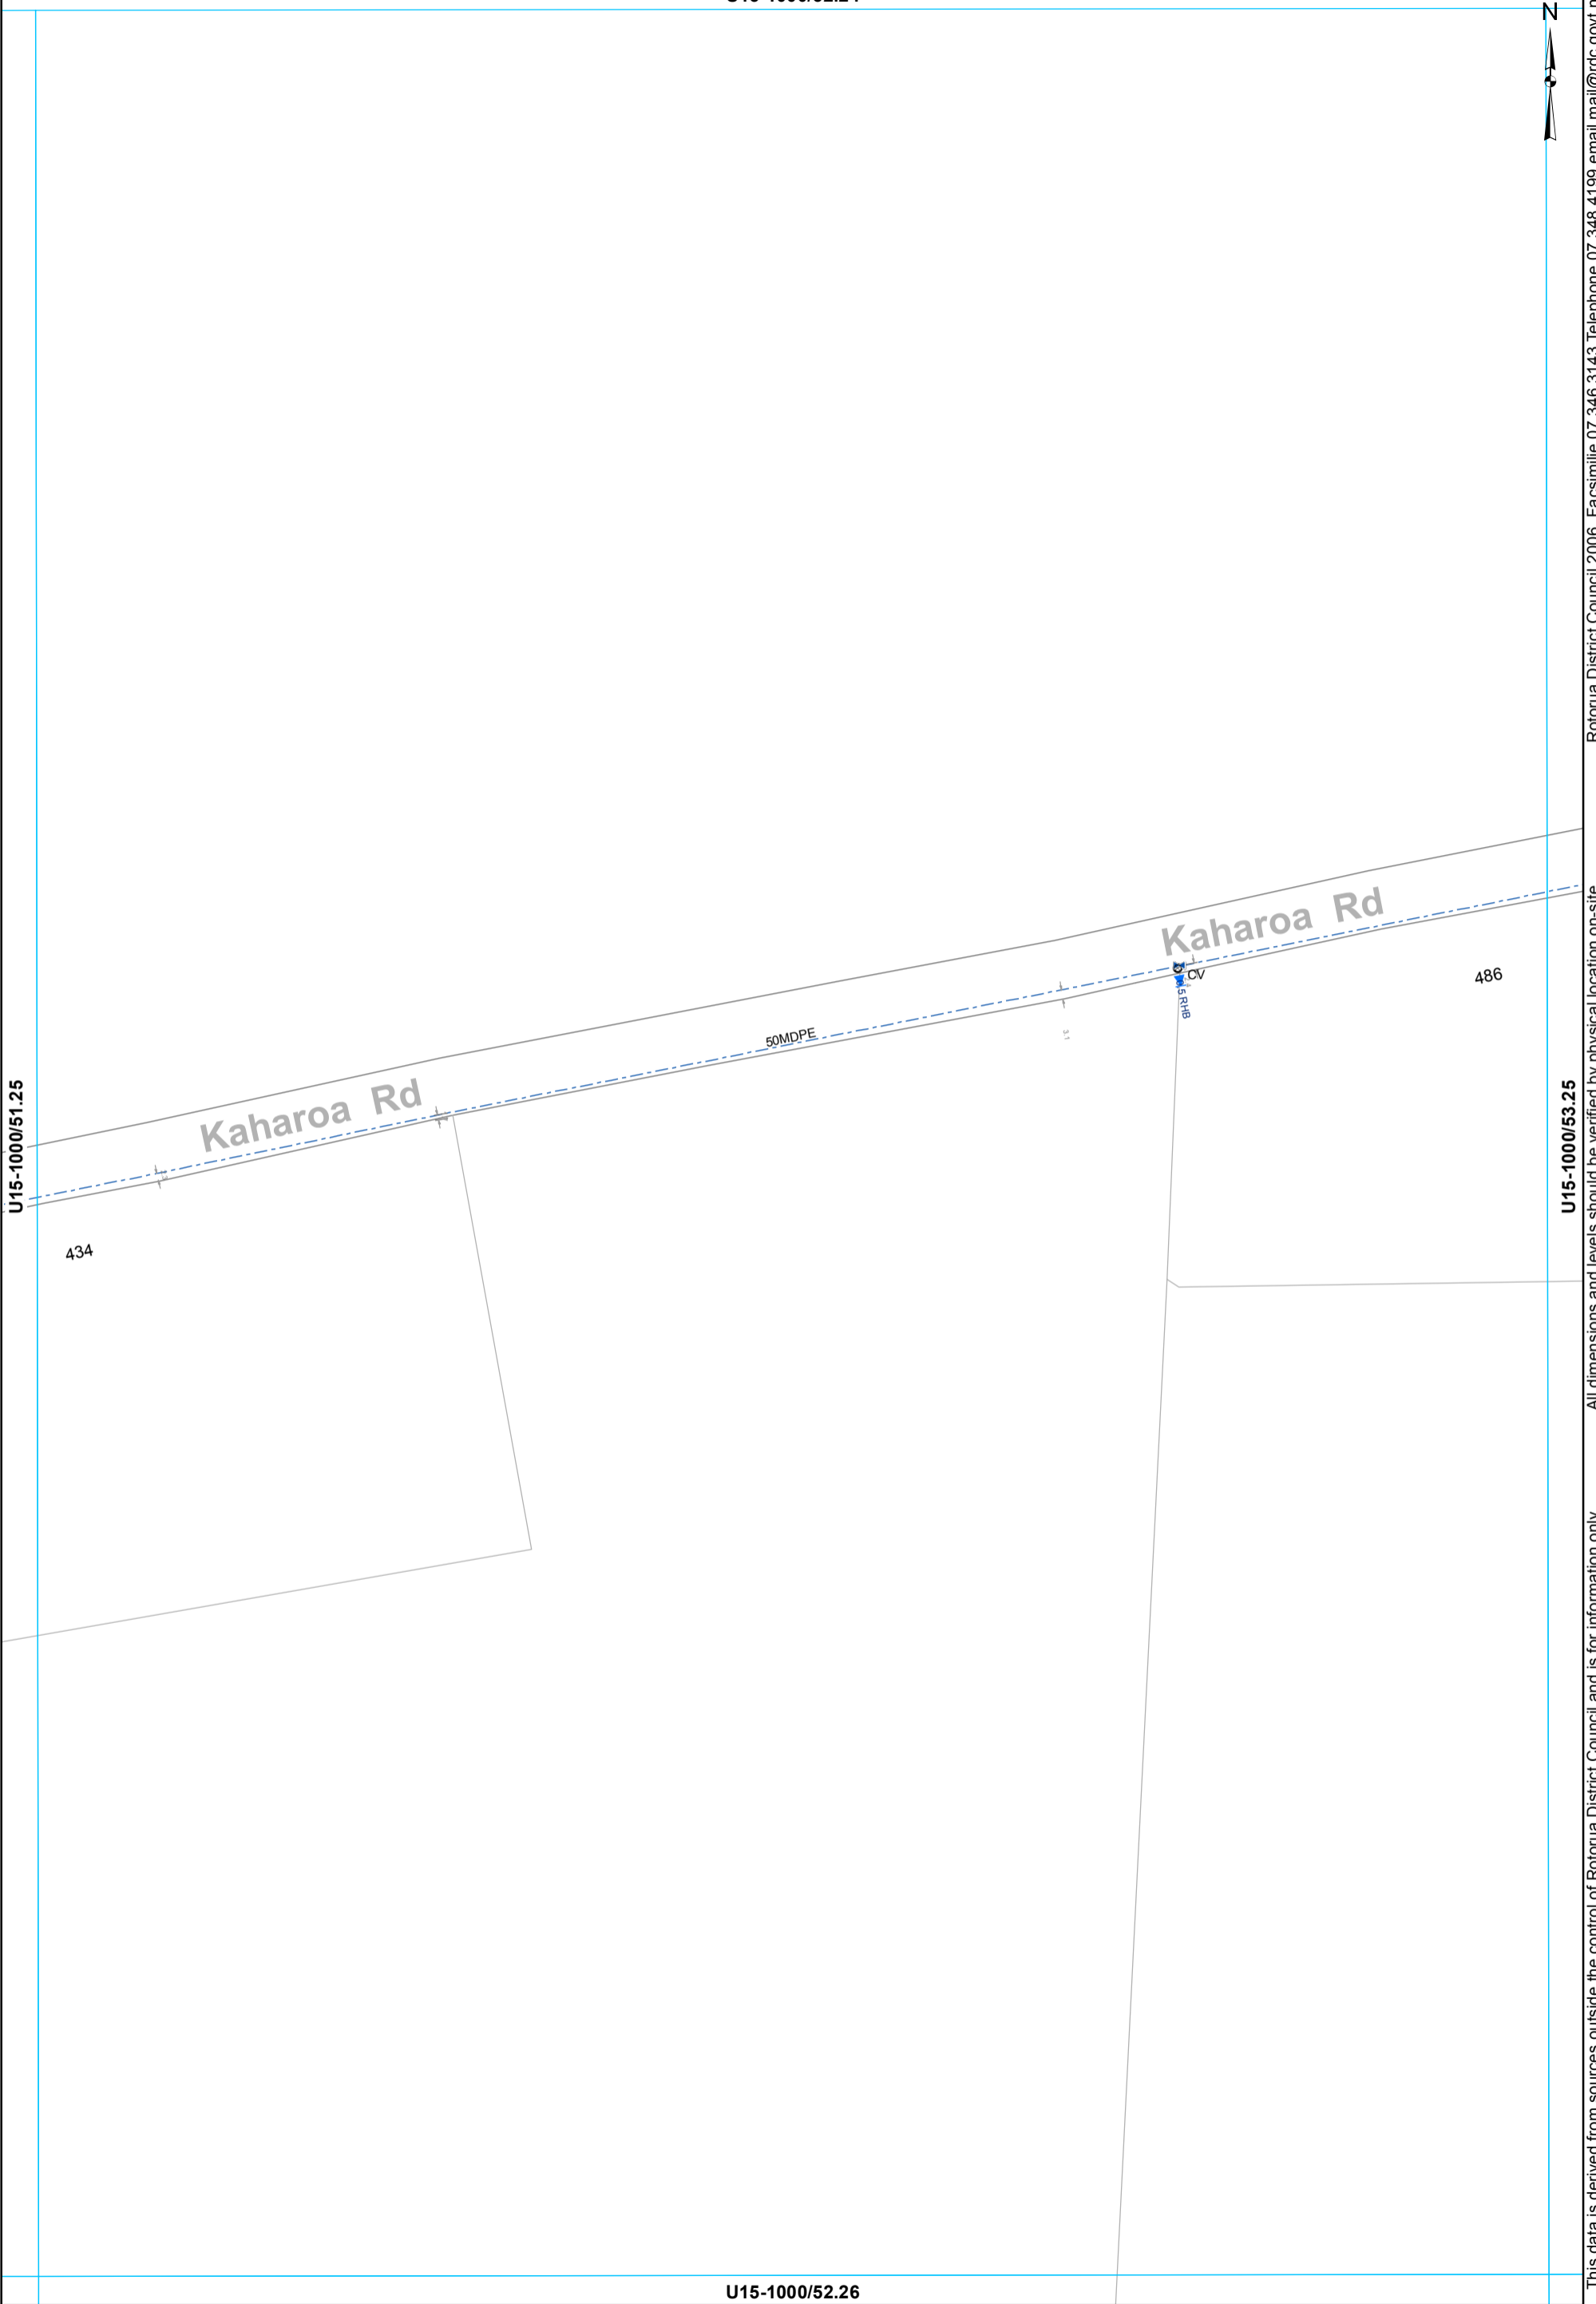 N
Kaharoa Rd
CV
486
50MDPE
3.1
Kaharoa Rd
434
U15-1000/51.25
U15-1000/53.25
U15-1000/52.26
Rotorua District Council 2006 Facsimilie 07 346 3143 Telephone 07 348 4199 email mail@rdc.govt
All dimensions and levels should be verified by physical location on-site
This data is derived from sources outside the control of Rotorua District Council and is for information only